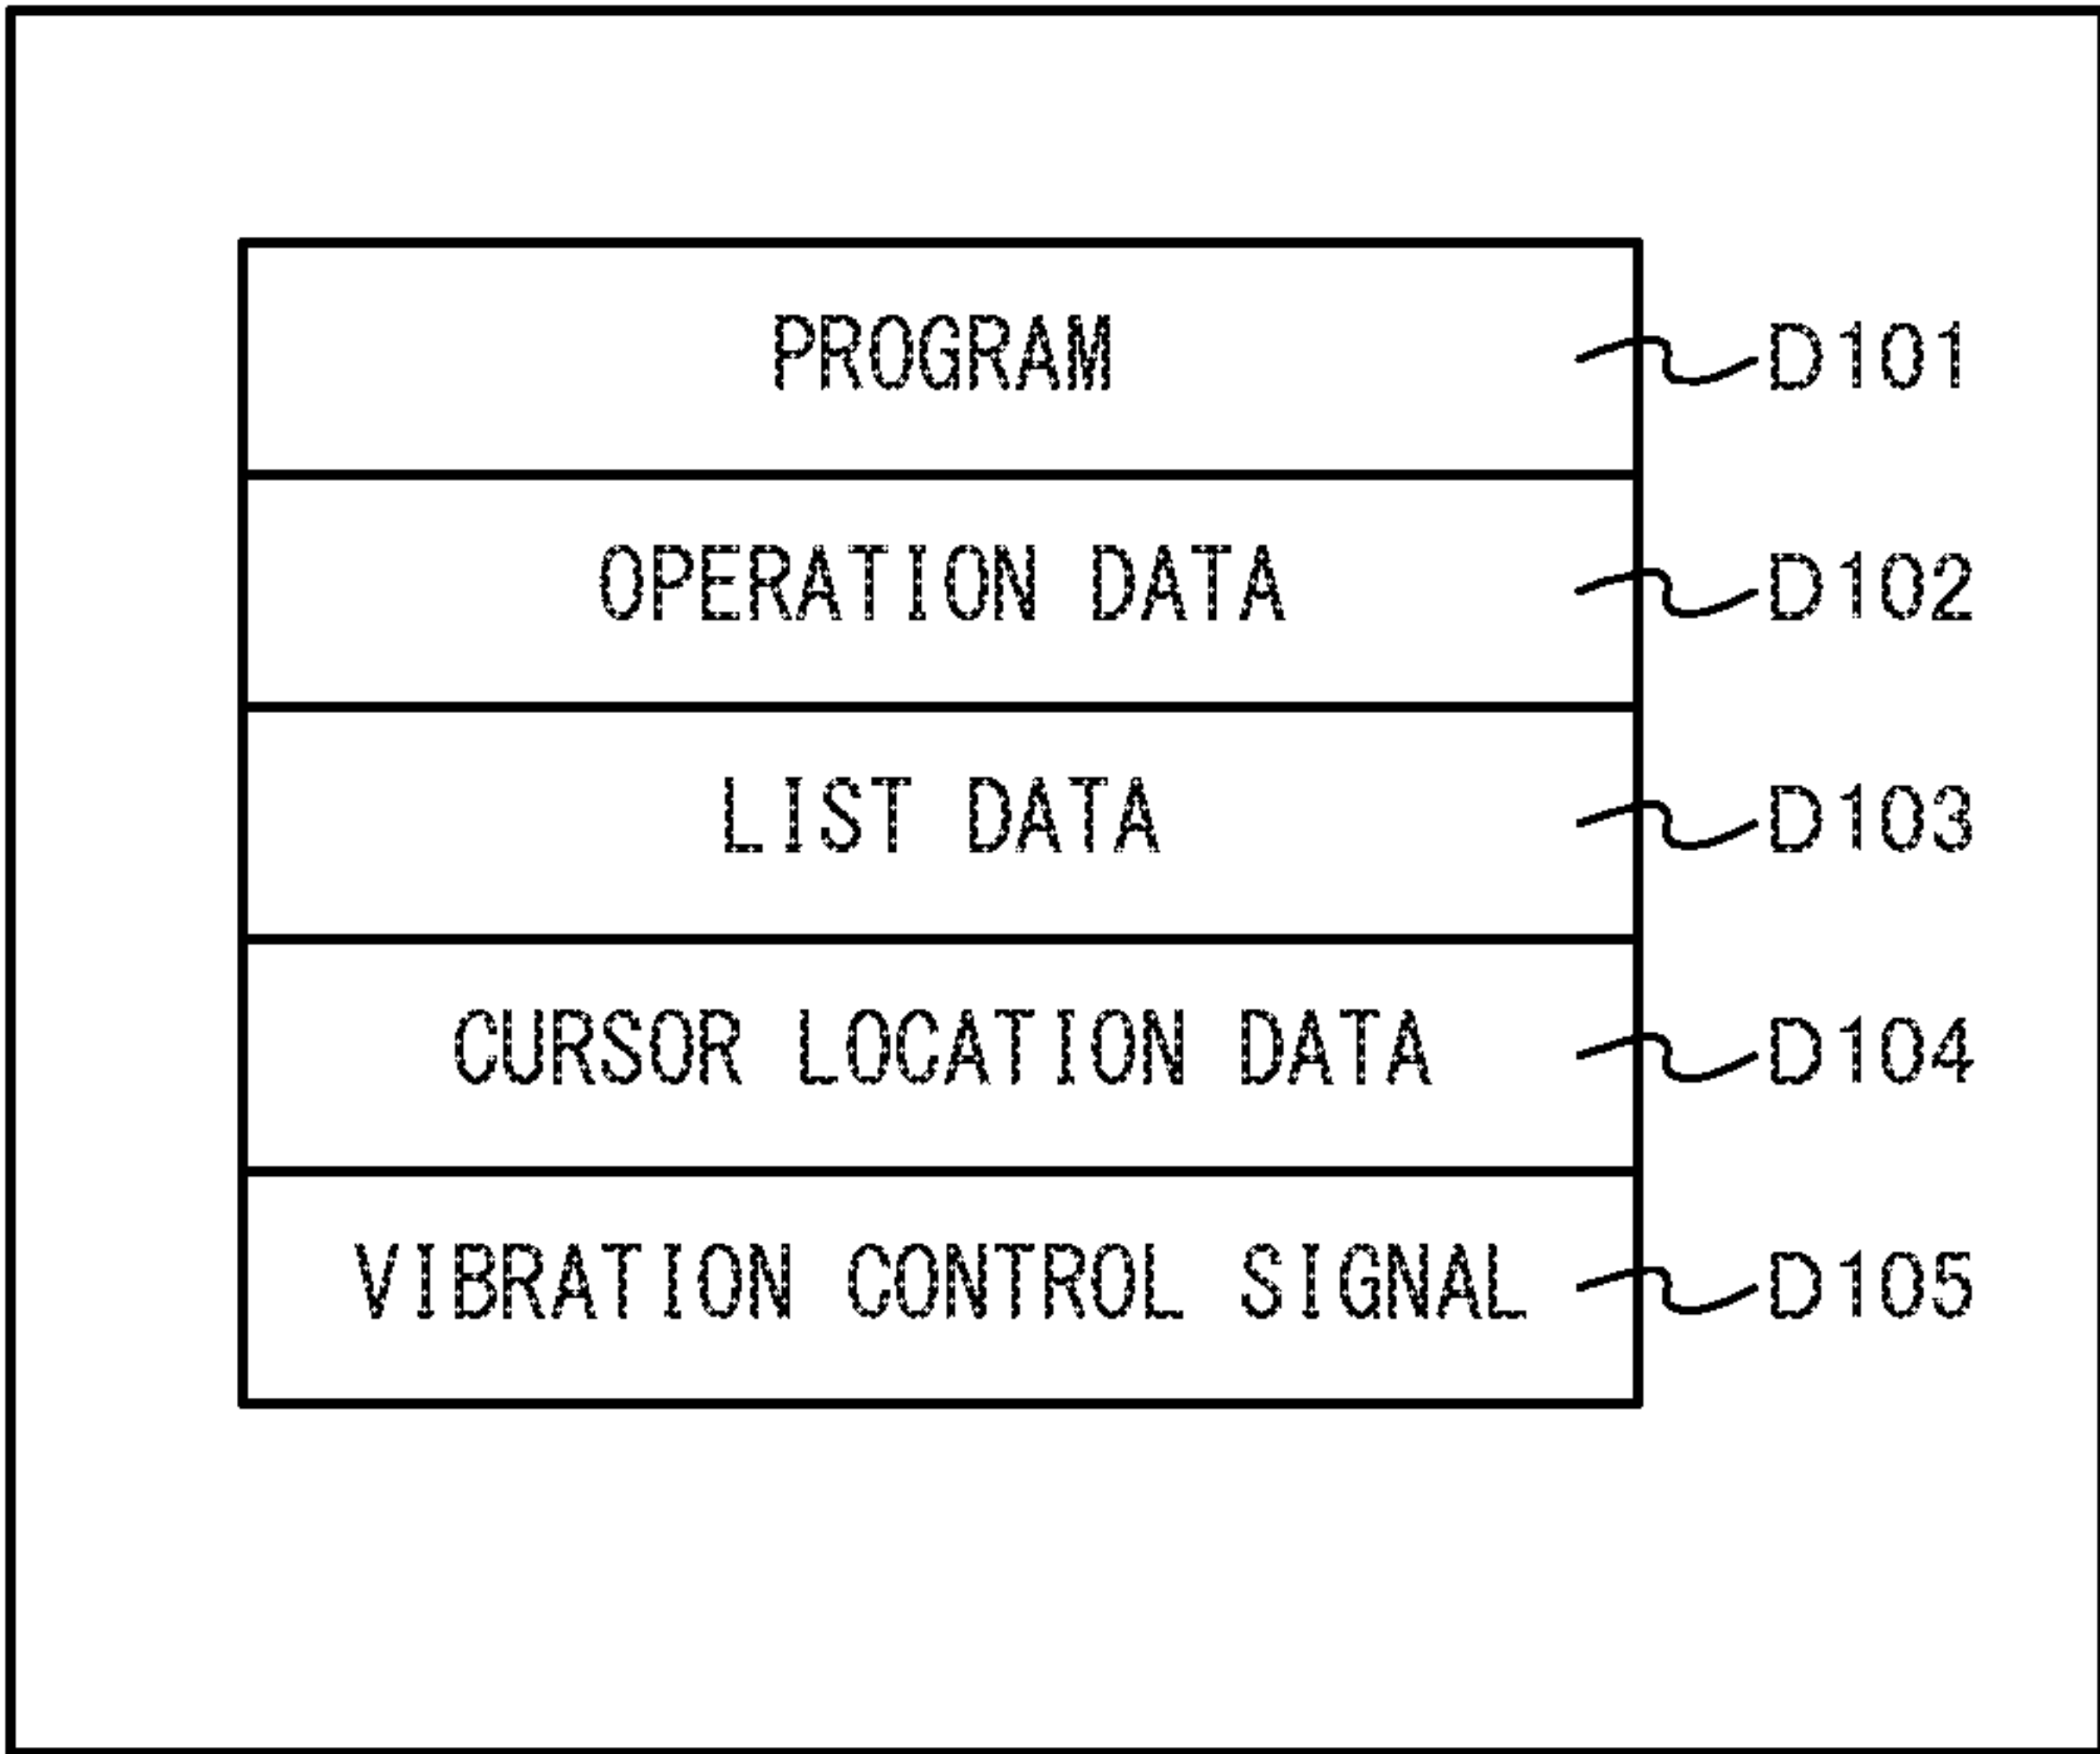 PROGRAM D101
OPERATION DATA D102
LIST DATA D103
CURSOR LOCATION DATA D104
VIBRATION CONTROL SIGNAL D105